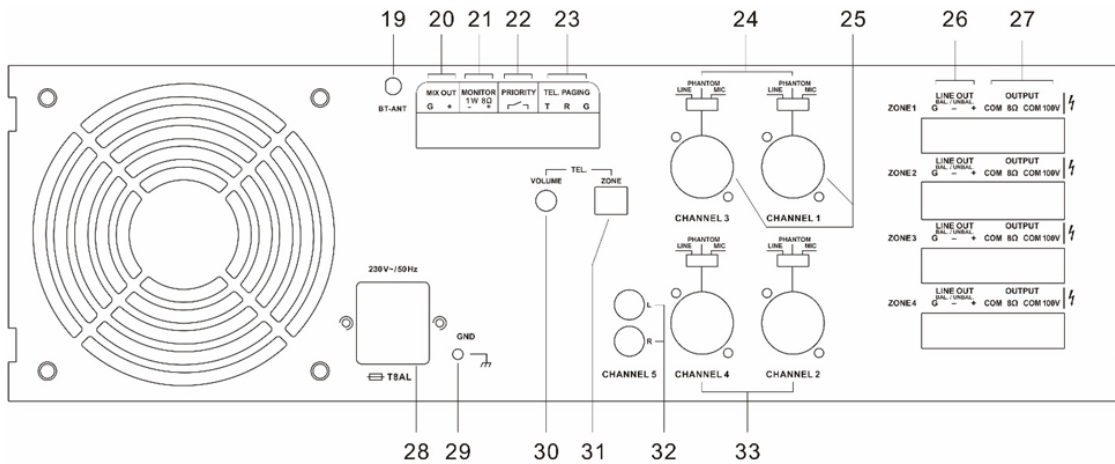 19 20 21 22 23 24 25 26 27
BT-ANT
MIX OUT MONITOR PRIORITY TEL. PAGING
1W 8Ω
G + − + T R G
PHANTOM PHANTOM
LINE MIC LINE MIC
CHANNEL 3 CHANNEL 1
TEL.
VOLUME ZONE
PHANTOM PHANTOM
LINE MIC LINE MIC
L
R
CHANNEL 5 CHANNEL 4 CHANNEL 2
LINE OUT OUTPUT
BAL. / UNBAL.
ZONE1 G − + COM 8Ω COM 100V
LINE OUT OUTPUT
BAL. / UNBAL.
ZONE2 G − + COM 8Ω COM 100V
LINE OUT OUTPUT
BAL. / UNBAL.
ZONE3 G − + COM 8Ω COM 100V
LINE OUT OUTPUT
BAL. / UNBAL.
ZONE4 G − + COM 8Ω COM 100V
230V~/50Hz
GND
T8AL
28 29 30 31 32 33